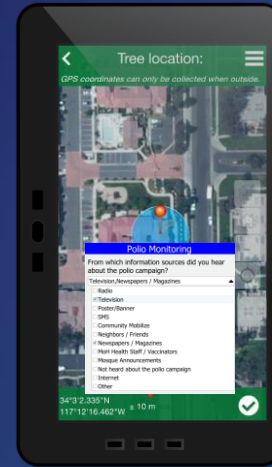 Tree location:
GPS coordinates can only be collected when outside.
Polio Monitoring
From which information sources did you hear
about the polio campaign?
Television,Newspapers / Magazines
Radio
Television
Poster/Banner
SMS
Community Mobilize
Neighbors / Friends
Newspapers / Magazines
MoH Health Staff / Vaccinators
Mosque Announcements
Not heard about the polio campaign
Internet
Other
34°3'2.335"N
117°12'16.462"W ± 10 m